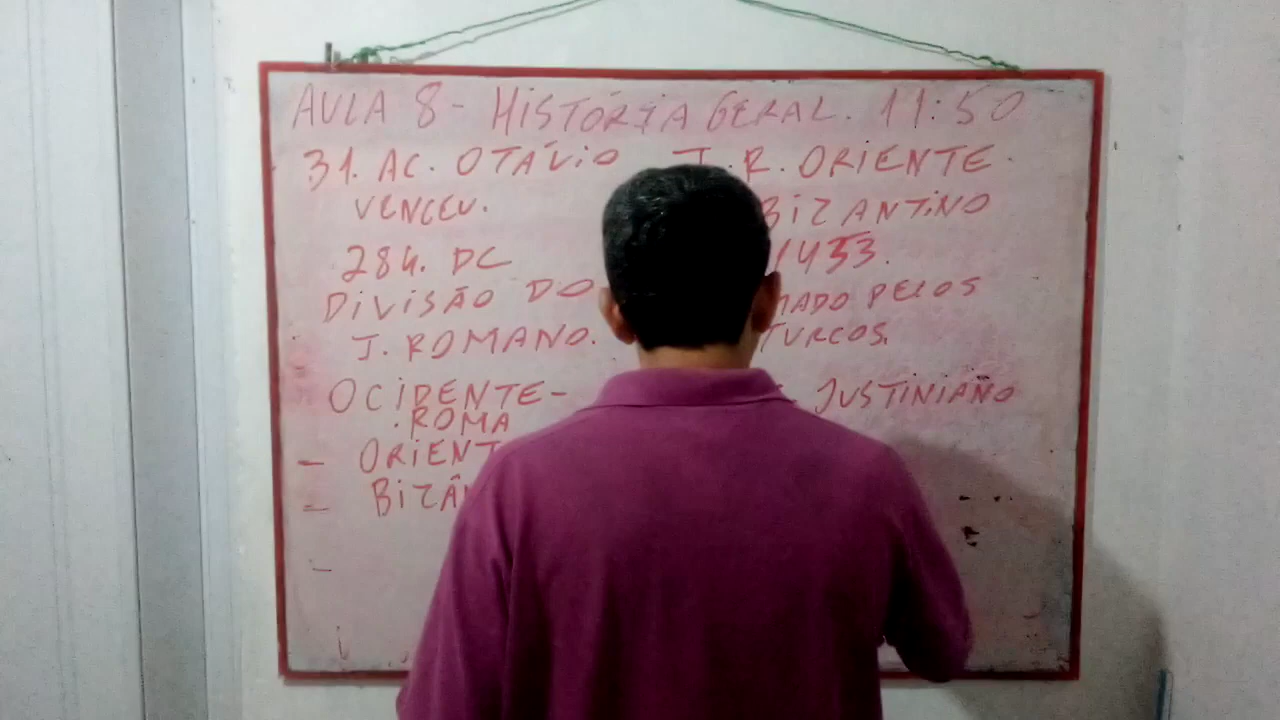 AULA 8 - HISTÓRIA GERAL. 11:50
31. AC. OTÁVIO
VENCEU.
284. DC
DIVISÃO DO
I. ROMANO.
OCIDENTE-
.ROMA
- ORIENT
= BIZÂN
I.R. ORIENTE.
BIZANTINO
1453.
MADO PELOS
TURCOS.
- JUSTINIANO